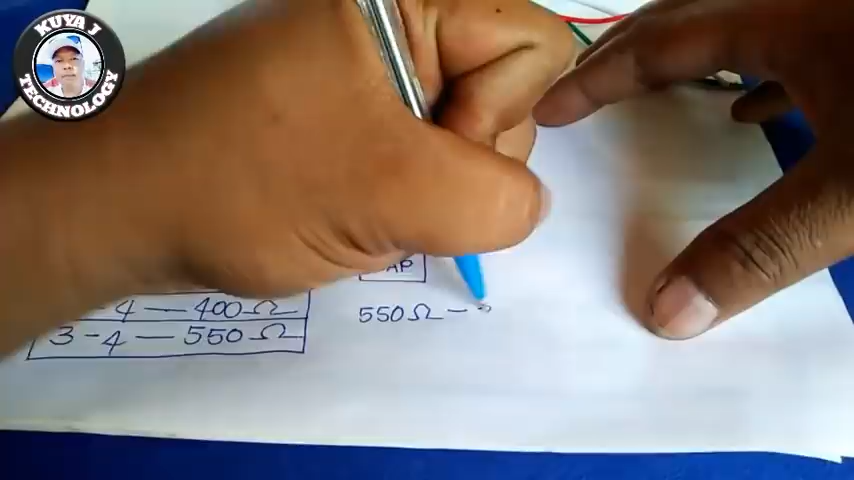 KUYA J
TECHNOLOGY
AP
4 — 400Ω
3 - 4 — 550Ω
550Ω -